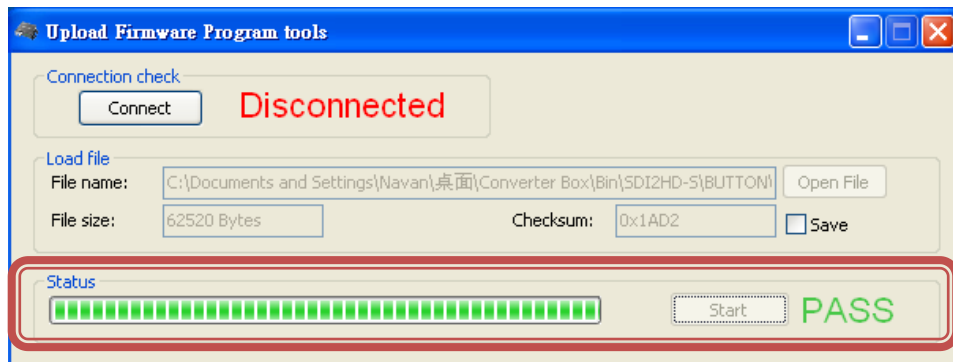 Upload Firmware Program tools
Connection check
Connect Disconnected
Load file
File name: C:\Documents and Settings\Navan\桌面\Converter Box\Bin\SDI2HD-S\BUTTON\ Open File
File size: 62520 Bytes Checksum: 0x1AD2 Save
Status
Start PASS